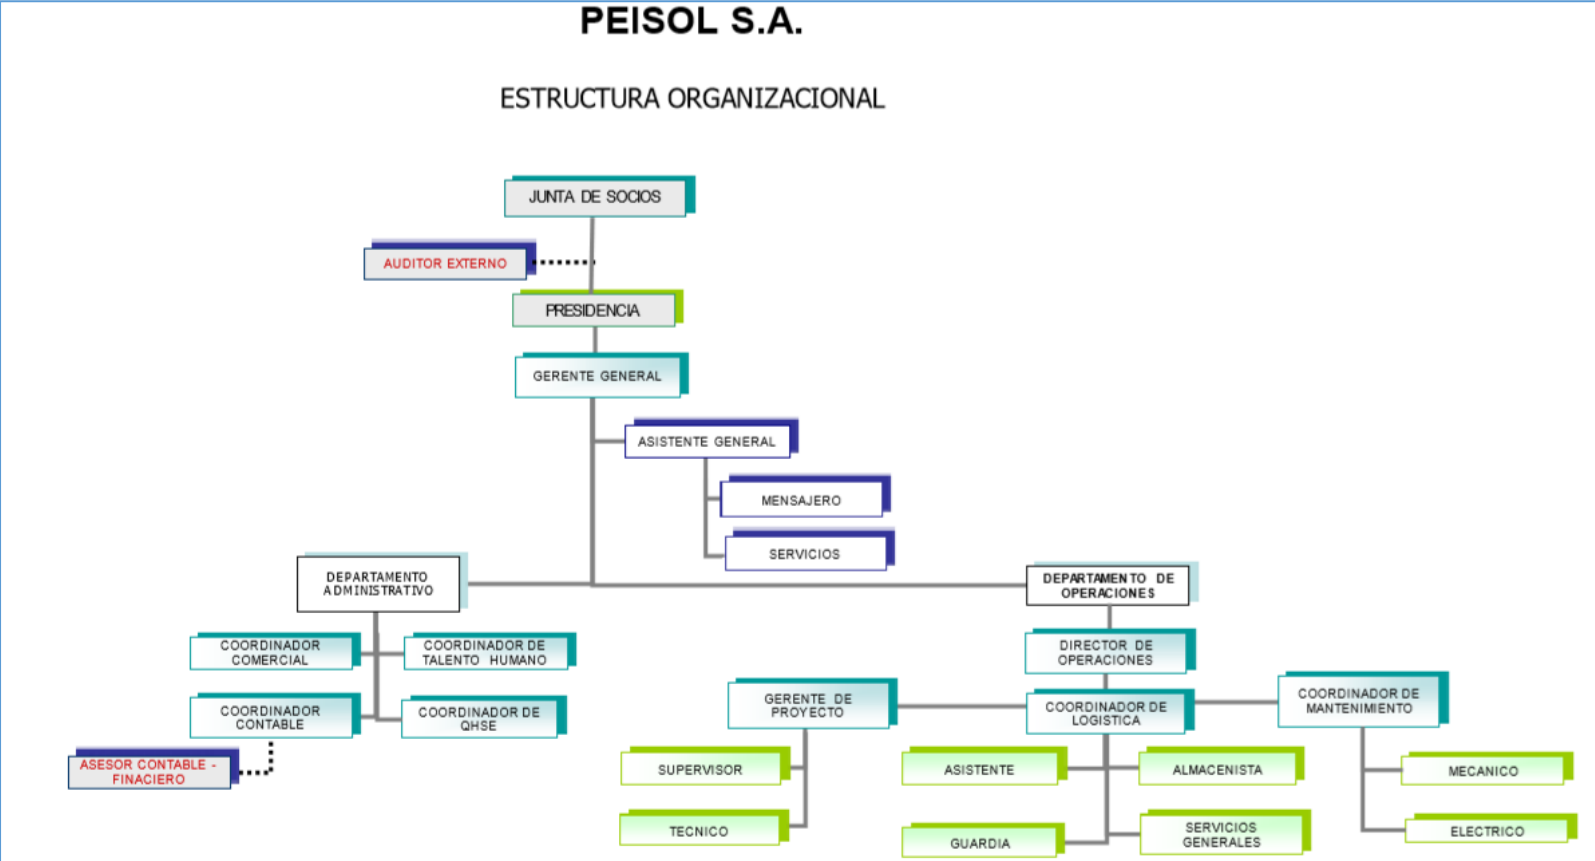 PEISOL S.A.
ESTRUCTURA ORGANIZACIONAL
JUNTA DE SOCIOS
AUDITOR EXTERNO
PRESIDENCIA
GERENTE GENERAL
ASISTENTE GENERAL
MENSAJERO
SERVICIOS
DEPARTAMENTO
ADMINISTRATIVO
DEPARTAMENTO DE
OPERACIONES
COORDINADOR
COMERCIAL
COORDINADOR DE
TALENTO HUMANO
DIRECTOR DE
OPERACIONES
COORDINADOR
CONTABLE
COORDINADOR DE
QHSE
GERENTE DE
PROYECTO
COORDINADOR DE
LOGISTICA
COORDINADOR DE
MANTENIMIENTO
ASESOR CONTABLE -
FINACIERO
SUPERVISOR
ASISTENTE
ALMACENISTA
MECANICO
TECNICO
GUARDIA
SERVICIOS
GENERALES
ELECTRICO